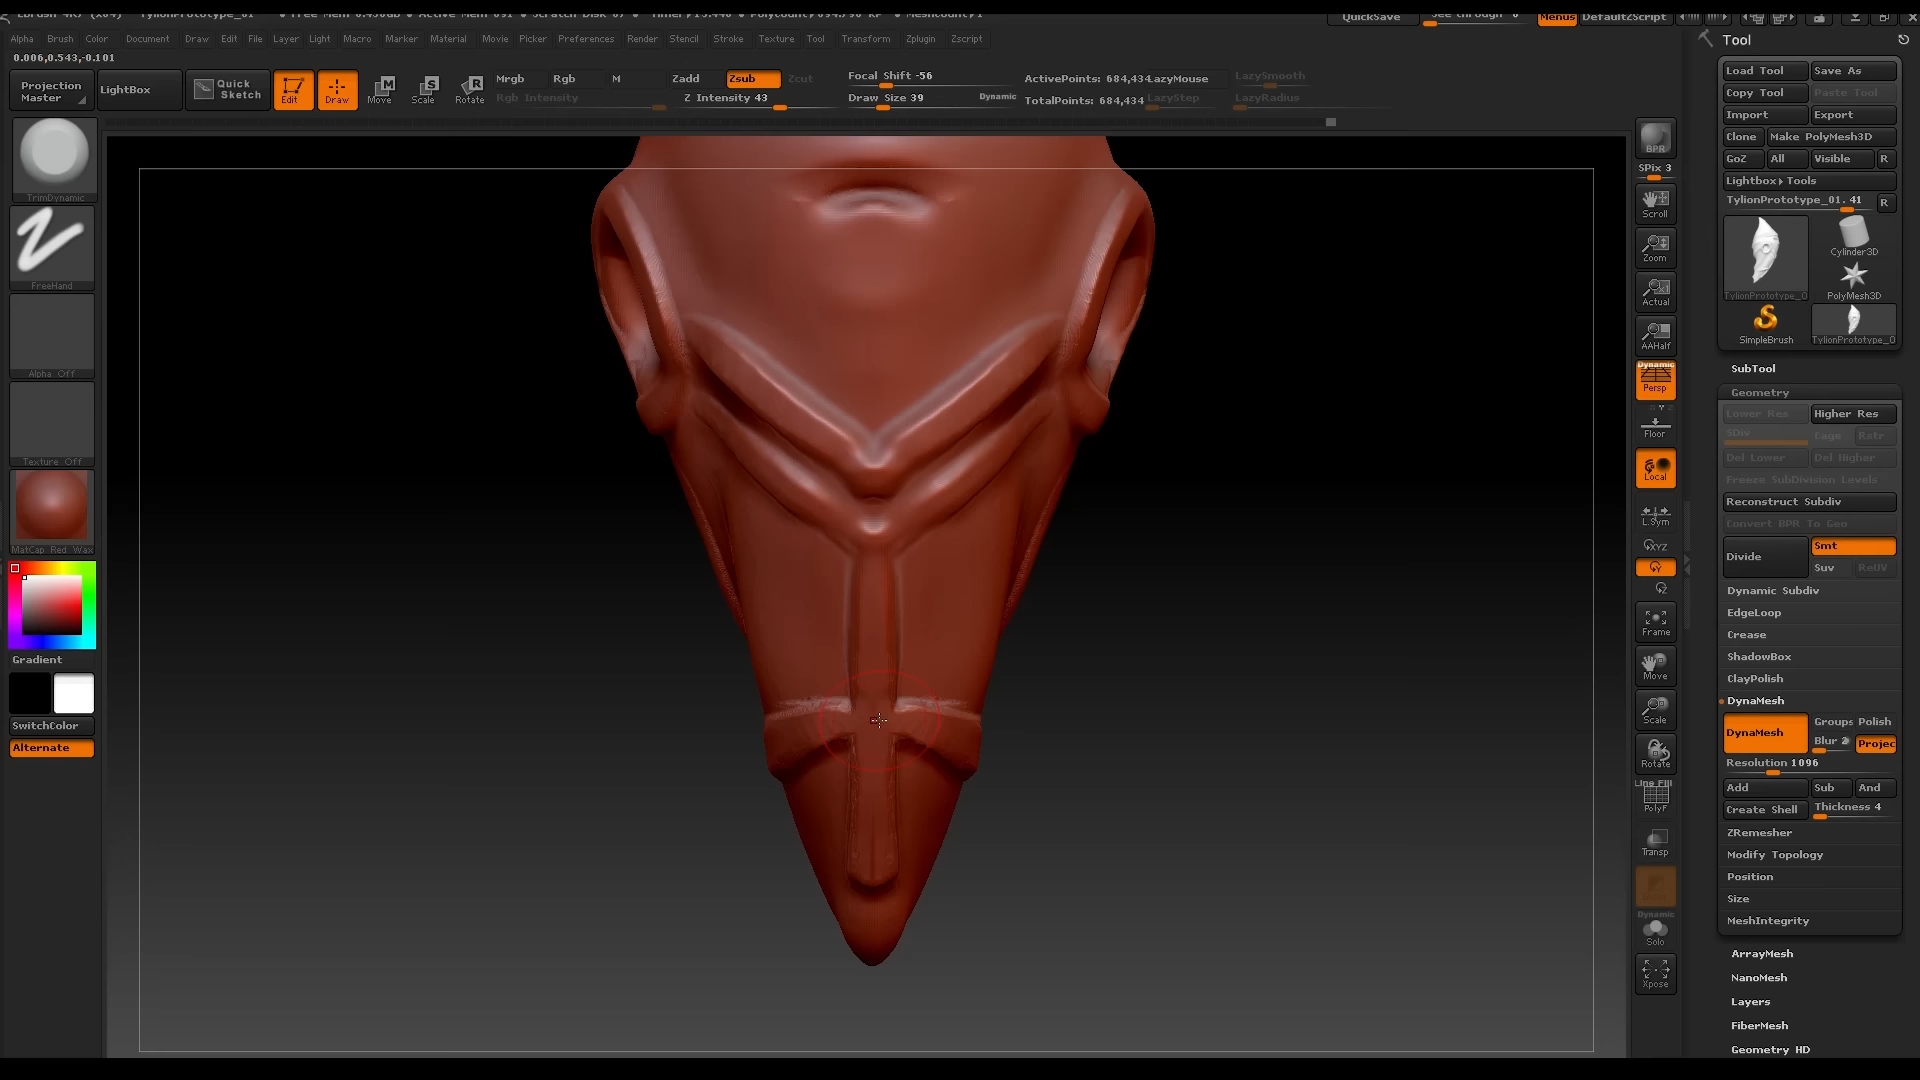 TylionPrototype_01
QuickSave
See through 0
Menus
DefaultZScript
Alpha Brush Color Document Draw Edit File Layer Light Macro Marker Material Movie Picker Preferences Render Stencil Stroke Texture Tool Transform Zplugin Zscript
0.006,0.543,-0.101
Projection
Master
LightBox
Quick
Sketch
Edit
Draw
Move
Scale
Rotate
Mrgb Rgb M
Rgb Intensity
Zadd Zsub Zcut
Z Intensity 43
Focal Shift -56
Draw Size 39
Dynamic
ActivePoints: 684,434
TotalPoints: 684,434
LazyMouse
LazyStep
LazySmooth
LazyRadius
TrimDynamic
FreeHand
Alpha Off
Texture Off
MatCap Red Wax
Gradient
SwitchColor
Alternate
BPR
SPix 3
Scroll
Zoom
Actual
AAHalf
Dynamic
Persp
Floor
Local
L.Sym
XYZ
Y
Z
Frame
Move
Scale
Rotate
Line Fill
PolyF
Transp
Dynamic
Solo
Xpose
Tool
Load Tool Save As
Copy Tool Paste Tool
Import Export
Clone Make PolyMesh3D
GoZ All Visible R
Lightbox▸Tools
TylionPrototype_01. 41 R
TylionPrototype_0
Cylinder3D
PolyMesh3D
SimpleBrush
TylionPrototype_0
SubTool
Geometry
Lower Res Higher Res
SDiv Cage Rstr
Del Lower Del Higher
Freeze SubDivision Levels
Reconstruct Subdiv
Convert BPR To Geo
Divide
Smt
Suv ReUV
Dynamic Subdiv
EdgeLoop
Crease
ShadowBox
ClayPolish
DynaMesh
DynaMesh
Groups Polish
Blur 2 Projec
Resolution 1096
Add Sub And
Create Shell Thickness 4
ZRemesher
Modify Topology
Position
Size
MeshIntegrity
ArrayMesh
NanoMesh
Layers
FiberMesh
Geometry HD